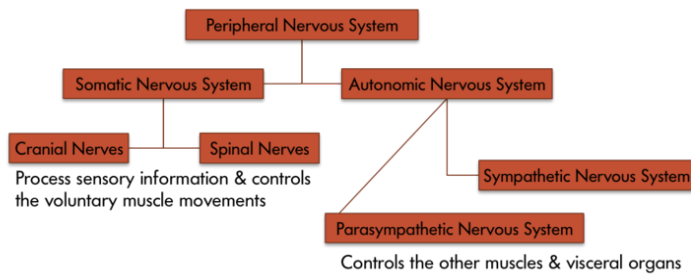 Peripheral Nervous System
Somatic Nervous System
Autonomic Nervous System
Cranial Nerves
Spinal Nerves
Process sensory information & controls
the voluntary muscle movements
Sympathetic Nervous System
Parasympathetic Nervous System
Controls the other muscles & visceral organs